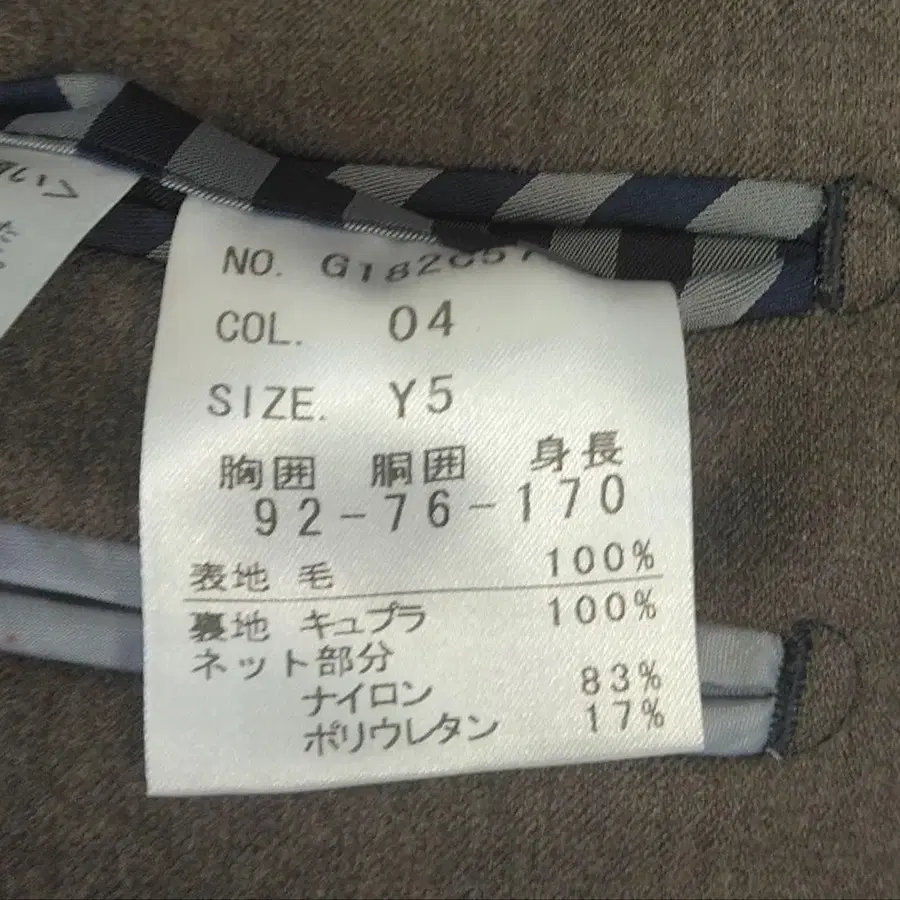 COL. 04
SIZE. Y5
胸囲 胴囲 身長
92-76-170
表地 毛 100%
裏地 キュプラ 100%
ネット部分
ナイロン 83%
ポリウレタン 17%